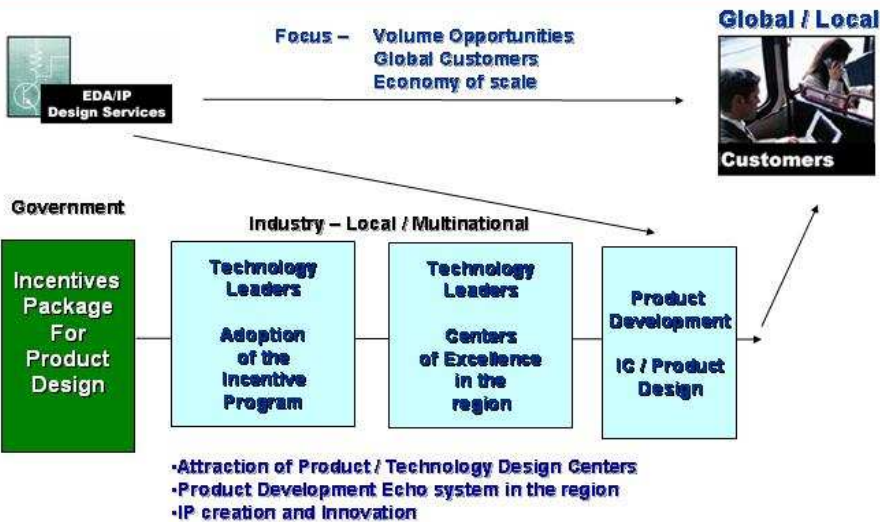 Global / Local
Focus – Volume Opportunities
Global Customers
Economy of scale
EDA/IP
Design Services
Customers
Government
Industry – Local / Multinational
Incentives
Package
For
Product
Design
Technology
Leaders
Adoption
of the
Incentive
Program
Technology
Leaders
Centers
of Excellence
in the
region
Product
Development
IC / Product
Design
•Attraction of Product / Technology Design Centers
•Product Development Echo system in the region
•IP creation and Innovation